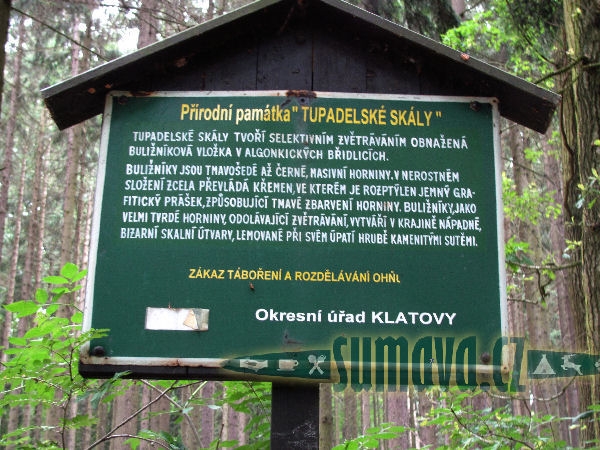 Přírodní památka" TUPADELSKÉ SKÁLY "
TUPADELSKÉ SKÁLY TVOŘÍ SELEKTIVNÍM ZVĚTRÁVÁNÍM OBNAŽENÁ
BULIŽNÍKOVÁ VLOŽKA V ALGONKICKÝCH BŘIDLICÍCH.
BULIŽNÍKY JSOU TMAVOŠEDÉ AŽ ČERNÉ, MASIVNÍ HORNINY. V NEROSTNÉM
SLOŽENÍ ZCELA PŘEVLÁDÁ KŘEMEN, VE KTERÉM JE ROZPTÝLEN JEMNÝ GRA-
FITICKÝ PRÁŠEK, ZPŮSOBUJÍCÍ TMAVÉ ZBARVENÍ HORNINY. BULIŽNÍKY, JAKO
VELMI TVRDÉ HORNINY, ODOLÁVAJÍCÍ ZVĚTRÁVÁNÍ, VYTVÁŘÍ V KRAJINĚ NÁPADNÉ,
BIZARNÍ SKALNÍ ÚTVARY, LEMOVANÉ PŘI SVÉM ÚPATÍ HRUBĚ KAMENITÝMI SUTĚMI.
ZÁKAZ TÁBOŘENÍ A ROZDĚLÁVÁNÍ OHŇŮ.
Okresní úřad KLATOVY
sumava.cz